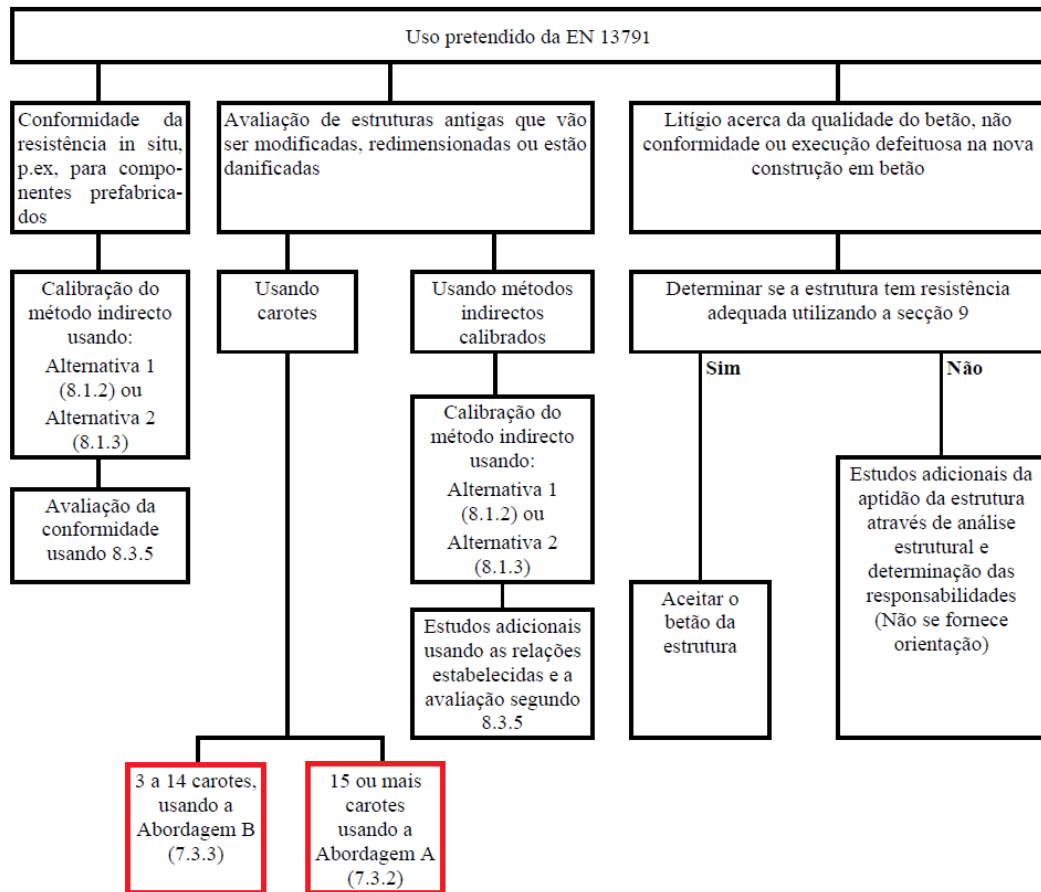 Uso pretendido da EN 13791
Conformidade da
resistência in situ,
p.ex, para compo-
nentes prefabrica-
dos
Avaliação de estruturas antigas que vão
ser modificadas, redimensionadas ou estão
danificadas
Litígio acerca da qualidade do betão, não
conformidade ou execução defeituosa na nova
construção em betão
Calibração do
método indirecto
usando:
Alternativa 1
(8.1.2) ou
Alternativa 2
(8.1.3)
Usando
carotes
Usando métodos
indirectos
calibrados
Determinar se a estrutura tem resistência
adequada utilizando a secção 9
Sim
Não
Avaliação da
conformidade
usando 8.3.5
Calibração do
método indirecto
usando:
Alternativa 1
(8.1.2) ou
Alternativa 2
(8.1.3)
Estudos adicionais da
aptidão da estrutura
através de análise
estrutural e
determinação das
responsabilidades
(Não se fornece
orientação)
Aceitar o
betão da
estrutura
Estudos adicionais
usando as relações
estabelecidas e a
avaliação segundo
8.3.5
3 a 14 carotes,
usando a
Abordagem B
(7.3.3)
15 ou mais
carotes
usando a
Abordagem A
(7.3.2)